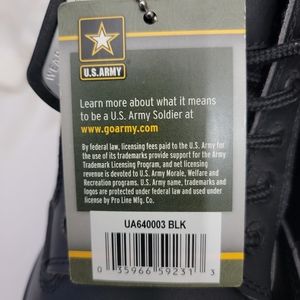 U.S.ARMY
WEAR
Learn more about what it means
to be a U.S. Army Soldier at
www.goarmy.com
By federal law, licensing fees paid to the U.S. Army for
the use of its trademarks provide support for the Army
Trademark Licensing Program, and net licensing
revenue is devoted to U.S. Army Morale, Welfare and
Recreation programs. U.S. Army name, trademarks and
logos are protected under federal law and used under
license by Pro Line Mfg. Co.
UA640003 BLK
0 35966 59231 3